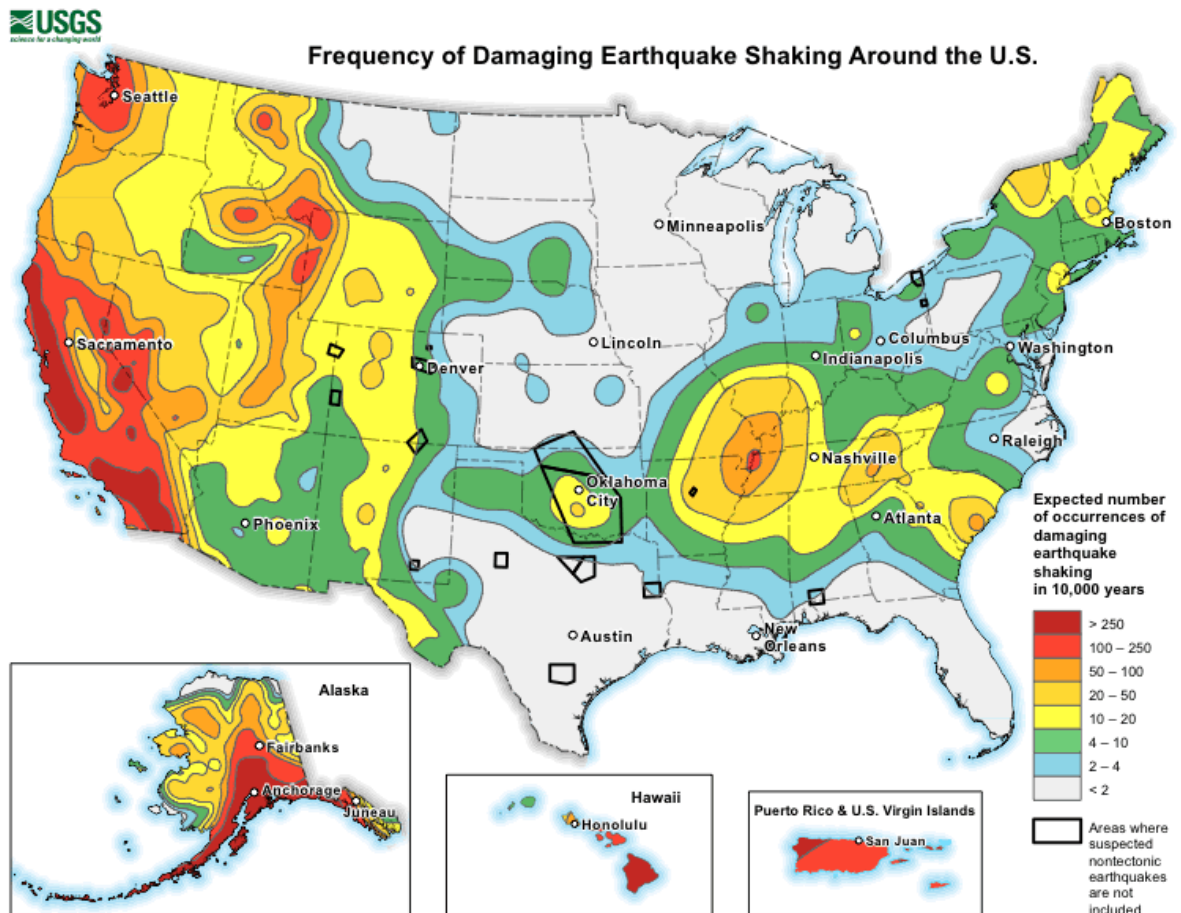 USGS
science for a changing world
Frequency of Damaging Earthquake Shaking Around the U.S.
Seattle
Minneapolis
Boston
Sacramento
Lincoln
Columbus
Washington
Indianapolis
Denver
Raleigh
Nashville
Oklahoma
City
Phoenix
Atlanta
Austin
New
Orleans
Expected number
of occurrences of
damaging
earthquake
shaking
in 10,000 years
> 250
100 – 250
50 – 100
20 – 50
10 – 20
4 – 10
2 – 4
< 2
Areas where
suspected
nontectonic
earthquakes
are not
included
Alaska
Fairbanks
Anchorage
Juneau
Hawaii
Honolulu
Puerto Rico & U.S. Virgin Islands
San Juan